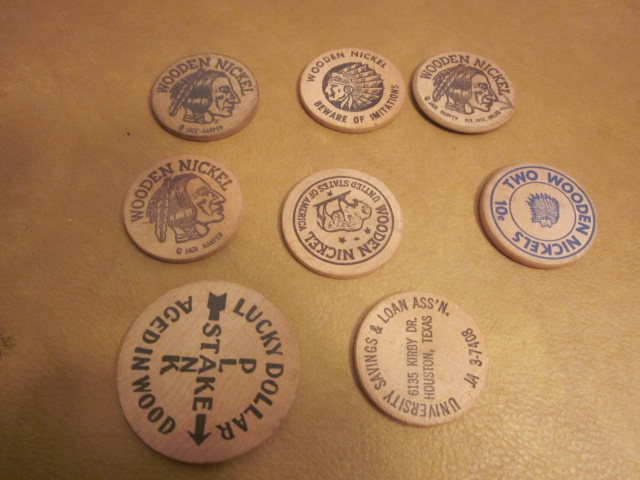 WOODEN NICKEL
© JACK HARPER
WOODEN NICKEL
BEWARE OF IMITATIONS
WOODEN NICKEL
© JACK HARPER
WOODEN NICKEL
© JACK HARPER
UNITED STATES OF AMERICA
WOODEN NICKEL
TWO WOODEN NICKELS
10¢
LUCKY DOLLAR
AGED IN WOOD
STAKE
P
L
N
K
UNIVERSITY SAVINGS & LOAN ASS'N.
6135 KIRBY DR.
HOUSTON, TEXAS
JA 3-7408